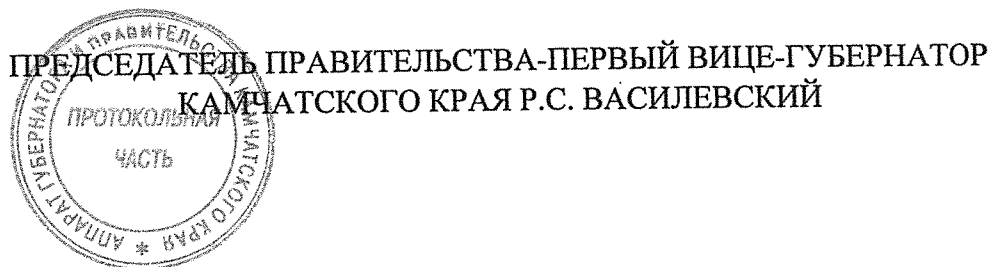 ПРЕДСЕДАТЕЛЬ ПРАВИТЕЛЬСТВА-ПЕРВЫЙ ВИЦЕ-ГУБЕРНАТОР
КАМЧАТСКОГО КРАЯ Р.С. ВАСИЛЕВСКИЙ
АППАРАТ ГУБЕРНАТОРА И ПРАВИТЕЛЬСТВА КАМЧАТСКОГО КРАЯ *
ПРОТОКОЛЬНАЯ
ЧАСТЬ